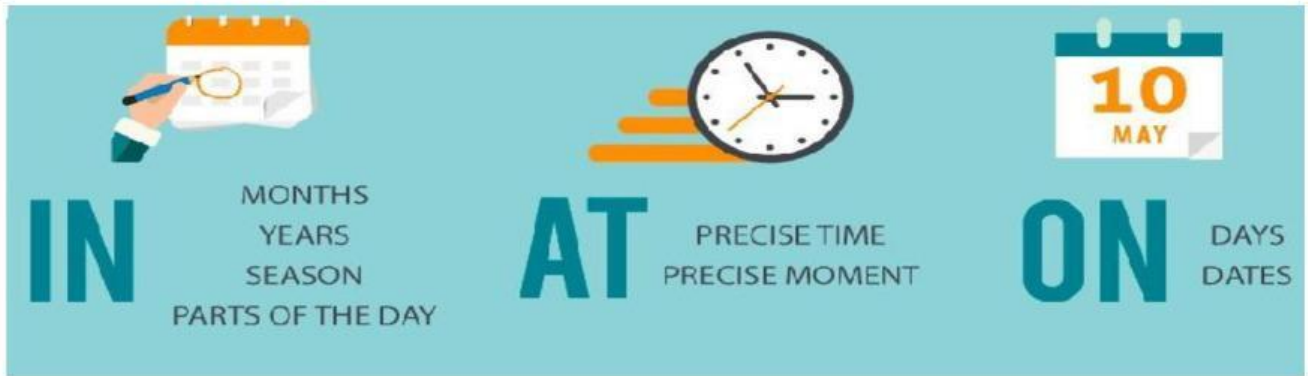 IN
MONTHS
YEARS
SEASON
PARTS OF THE DAY
AT
PRECISE TIME
PRECISE MOMENT
10
MAY
ON
DAYS
DATES